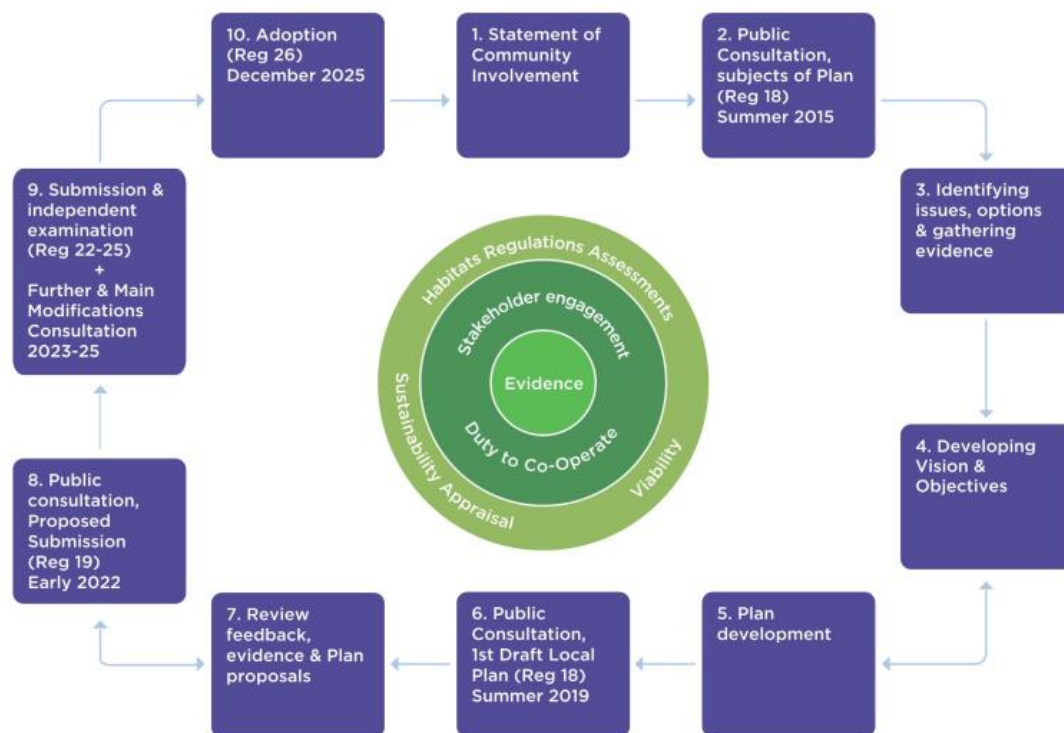 10. Adoption
(Reg 26)
December 2025
1. Statement of
Community
Involvement
2. Public
Consultation,
subjects of Plan
(Reg 18)
Summer 2015
3. Identifying
issues, options
& gathering
evidence
4. Developing
Vision &
Objectives
5. Plan
development
6. Public
Consultation,
1st Draft Local
Plan (Reg 18)
Summer 2019
7. Review
feedback,
evidence & Plan
proposals
8. Public
consultation,
Proposed
Submission
(Reg 19)
Early 2022
9. Submission &
independent
examination
(Reg 22-25)
+
Further & Main
Modifications
Consultation
2023-25
Habitats Regulations Assessments
Stakeholder engagement
Evidence
Duty to Co-Operate
Sustainability Appraisal
Viability